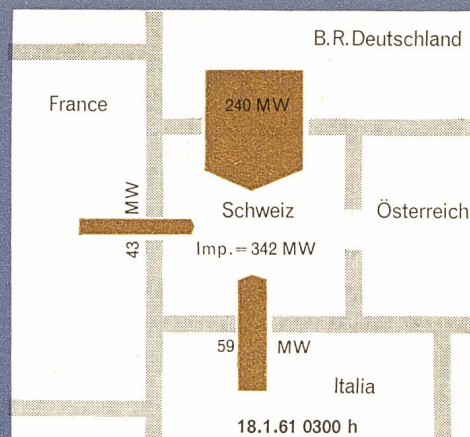 B.R.Deutschland
France
240 MW
43 MW
Schweiz
Österreich
Imp.= 342 MW
59 MW
Italia
18.1.61 0300 h